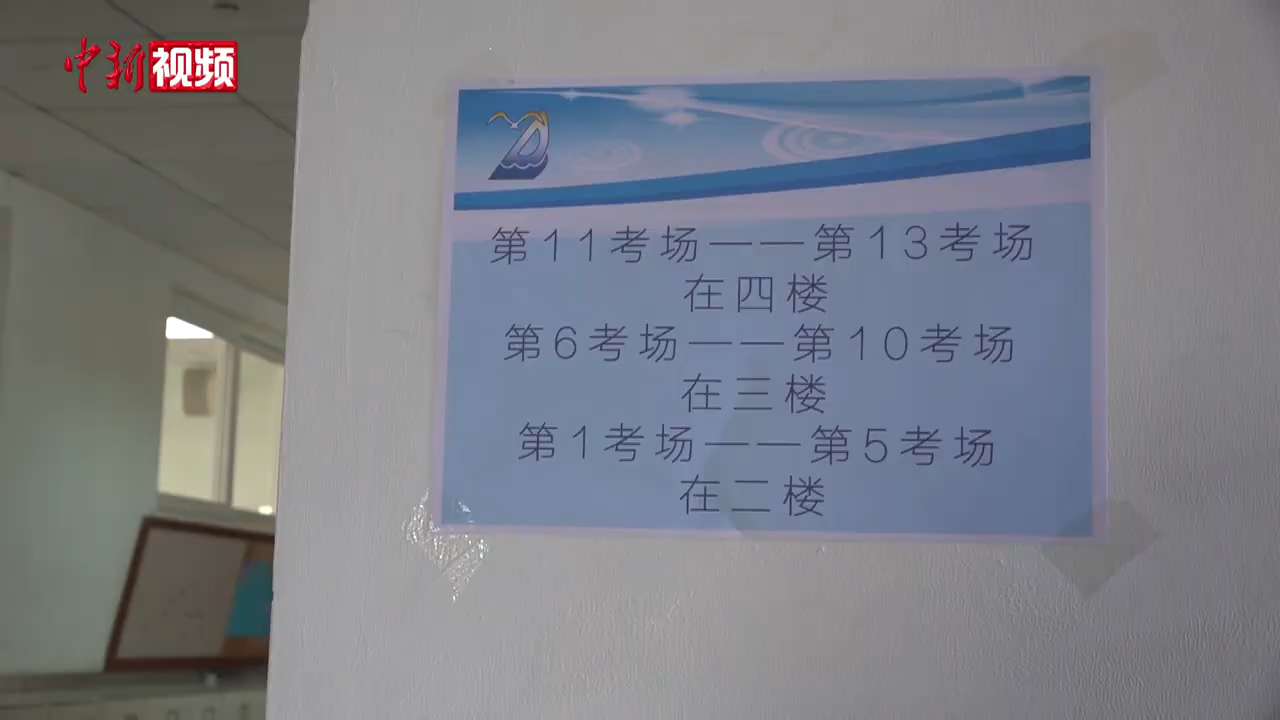 中新视频
第11考场——第13考场
在四楼
第6考场——第10考场
在三楼
第1考场——第5考场
在二楼